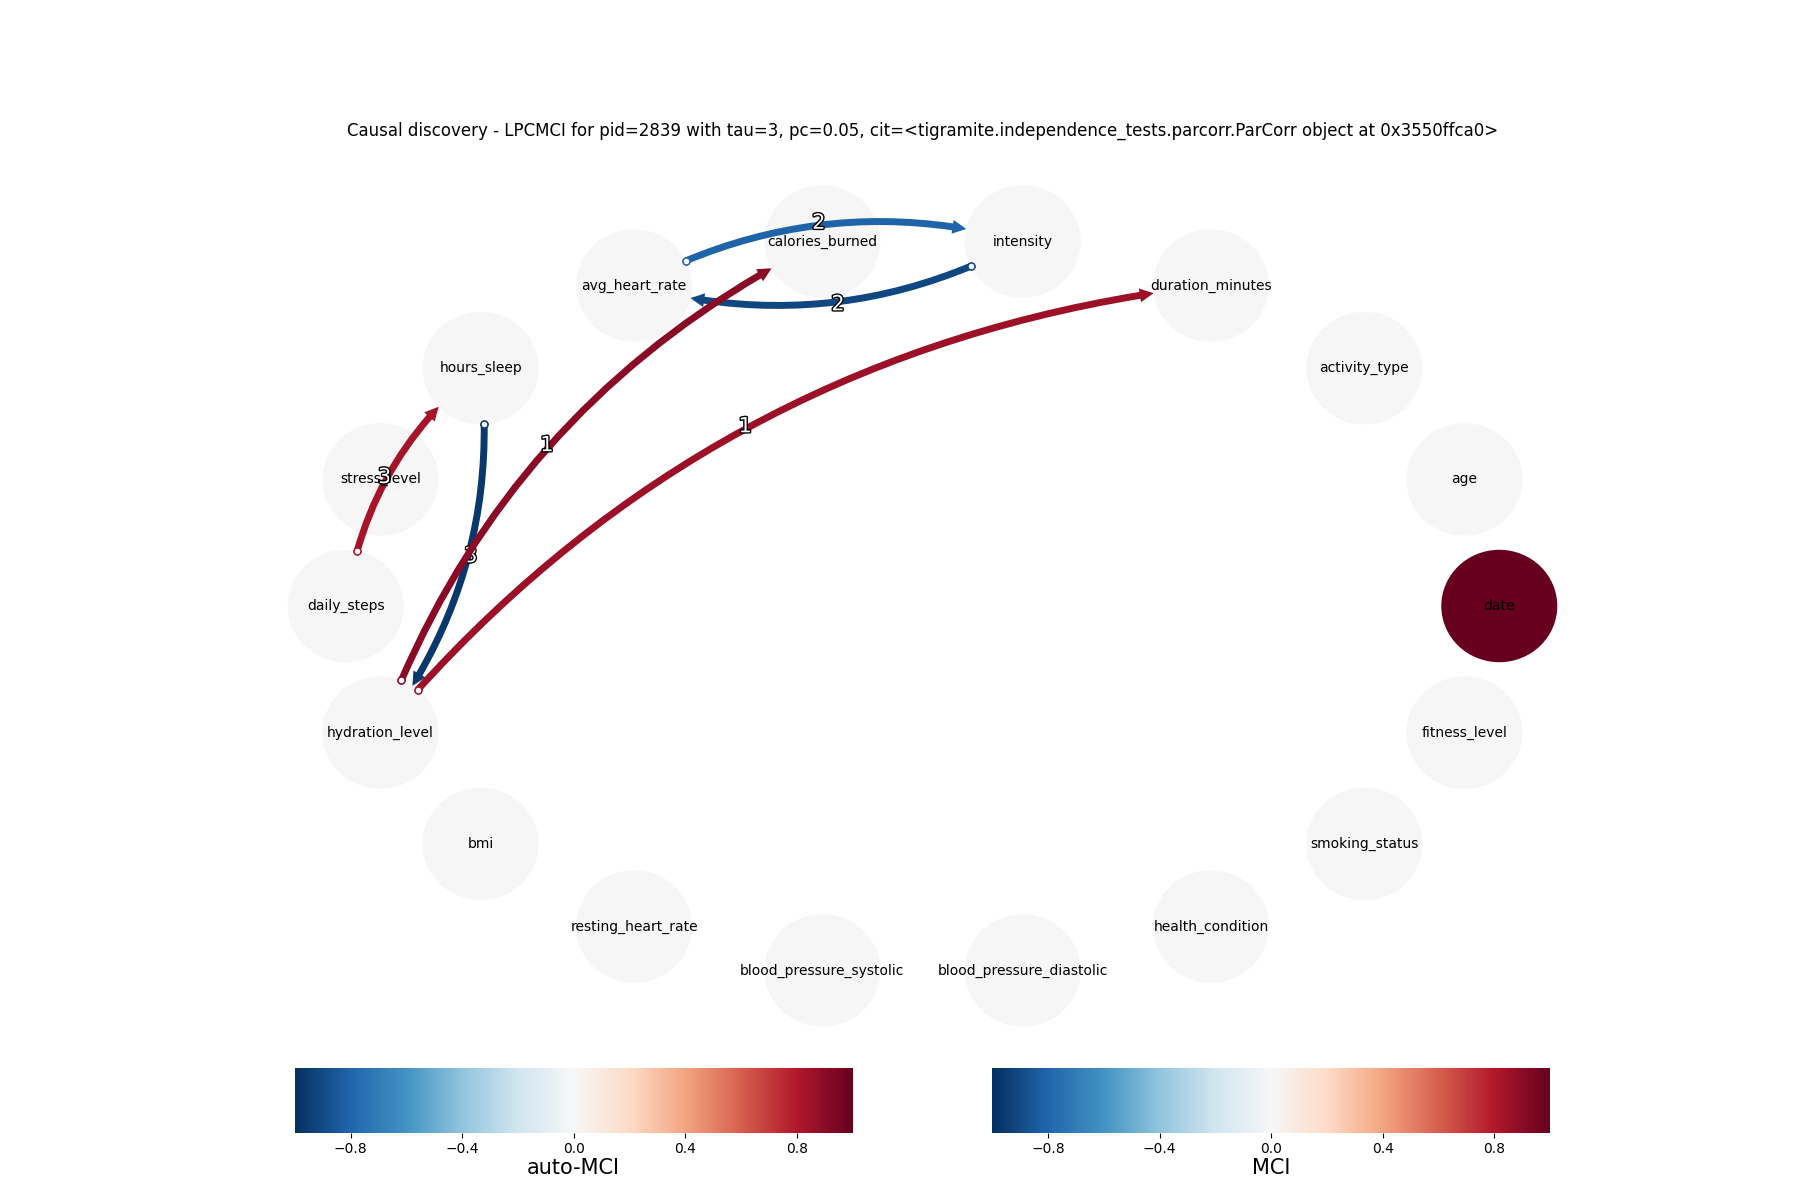 Causal discovery - LPCMCI for pid=2839 with tau=3, pc=0.05, cit=<tigramite.independence_tests.parcorr.ParCorr object at 0x3550ffca0>
2
calories_burned
intensity
avg_heart_rate
duration_minutes
2
hours_sleep
activity_type
1
1
stress_level
3
age
3
daily_steps
date
hydration_level
fitness_level
bmi
smoking_status
resting_heart_rate
health_condition
blood_pressure_systolic
blood_pressure_diastolic
−0.8 −0.4 0.0 0.4 0.8
auto-MCI
−0.8 −0.4 0.0 0.4 0.8
MCI